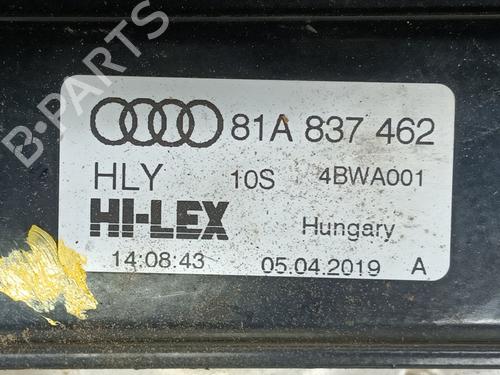 B-PARTS
81A 837 462
HLY 10S 4BWA001
HI-LEX Hungary
14:08:43 05.04.2019 A